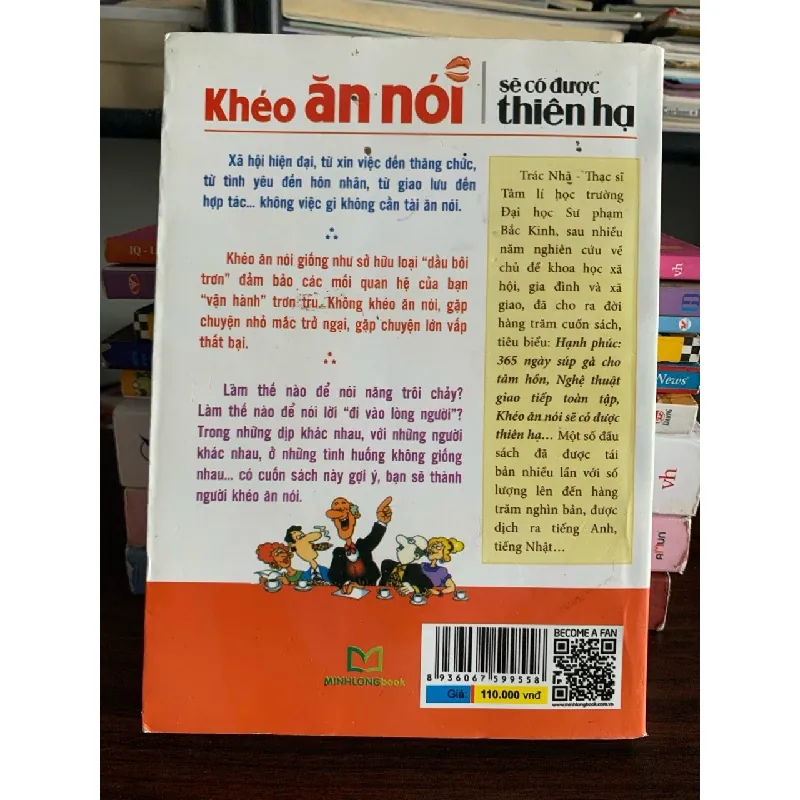 Khéo ăn nói
sẽ có được
thiên hạ
Xã hội hiện đại, từ xin việc đến thăng chức,
từ tình yêu đến hôn nhân, từ giao lưu đến
hợp tác... không việc gì không cần tài ăn nói.
Khéo ăn nói giống như sở hữu loại "dầu bôi
trơn" đảm bảo các mối quan hệ của bạn
"vận hành" trơn tru. Không khéo ăn nói, gặp
chuyện nhỏ mắc trở ngại, gặp chuyện lớn vấp
thất bại.
Làm thế nào để nói năng trôi chảy?
Làm thế nào để nói lời "đi vào lòng người"?
Trong những dịp khác nhau, với những người
khác nhau, ở những tình huống không giống
nhau... có cuốn sách này gợi ý, bạn sẽ thành
người khéo ăn nói.
Trác Nhã - Thạc sĩ
Tâm lí học trường
Đại học Sư phạm
Bắc Kinh, sau nhiều
năm nghiên cứu về
chủ đề khoa học xã
hội, gia đình và xã
giao, đã cho ra đời
hàng trăm cuốn sách,
tiêu biểu: Hạnh phúc:
365 ngày súp gà cho
tâm hồn, Nghệ thuật
giao tiếp toàn tập,
Khéo ăn nói sẽ có được
thiên hạ... Một số đầu
sách đã được tái
bản nhiều lần với số
lượng lên đến hàng
trăm nghìn bản, được
dịch ra tiếng Anh,
tiếng Nhật...
MINHLONGbook
8 936067 599558
Giá: 110.000 vnđ
BECOME A FAN
www.minhlongbook.com.vn
IQ - L
vh
News
vh